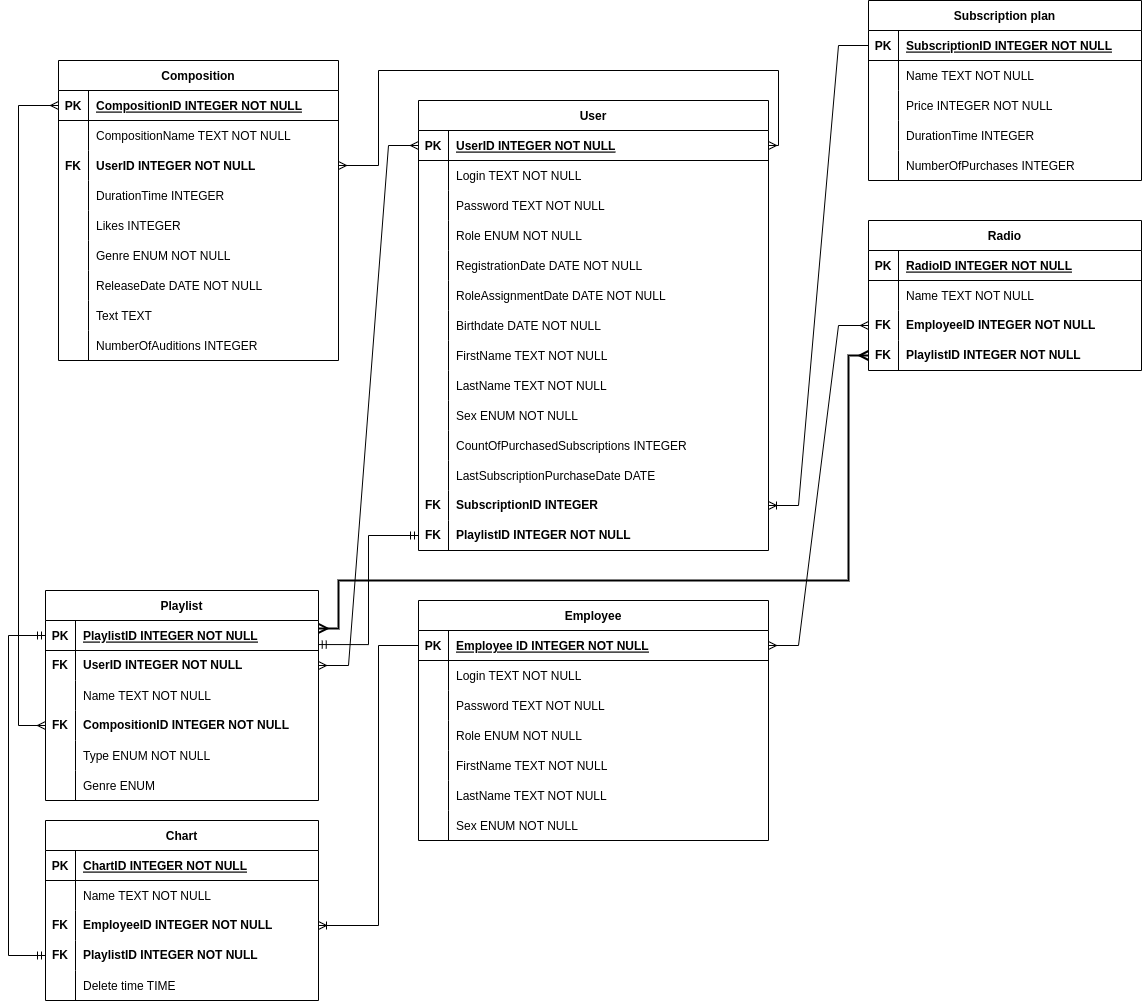 Composition
PK CompositionID INTEGER NOT NULL
CompositionName TEXT NOT NULL
FK UserID INTEGER NOT NULL
DurationTime INTEGER
Likes INTEGER
Genre ENUM NOT NULL
ReleaseDate DATE NOT NULL
Text TEXT
NumberOfAuditions INTEGER
User
PK UserID INTEGER NOT NULL
Login TEXT NOT NULL
Password TEXT NOT NULL
Role ENUM NOT NULL
RegistrationDate DATE NOT NULL
RoleAssignmentDate DATE NOT NULL
Birthdate DATE NOT NULL
FirstName TEXT NOT NULL
LastName TEXT NOT NULL
Sex ENUM NOT NULL
CountOfPurchasedSubscriptions INTEGER
LastSubscriptionPurchaseDate DATE
FK SubscriptionID INTEGER
FK PlaylistID INTEGER NOT NULL
Subscription plan
PK SubscriptionID INTEGER NOT NULL
Name TEXT NOT NULL
Price INTEGER NOT NULL
DurationTime INTEGER
NumberOfPurchases INTEGER
Radio
PK RadioID INTEGER NOT NULL
Name TEXT NOT NULL
FK EmployeeID INTEGER NOT NULL
FK PlaylistID INTEGER NOT NULL
Playlist
PK PlaylistID INTEGER NOT NULL
FK UserID INTEGER NOT NULL
Name TEXT NOT NULL
FK CompositionID INTEGER NOT NULL
Type ENUM NOT NULL
Genre ENUM
Employee
PK Employee ID INTEGER NOT NULL
Login TEXT NOT NULL
Password TEXT NOT NULL
Role ENUM NOT NULL
FirstName TEXT NOT NULL
LastName TEXT NOT NULL
Sex ENUM NOT NULL
Chart
PK ChartID INTEGER NOT NULL
Name TEXT NOT NULL
FK EmployeeID INTEGER NOT NULL
FK PlaylistID INTEGER NOT NULL
Delete time TIME